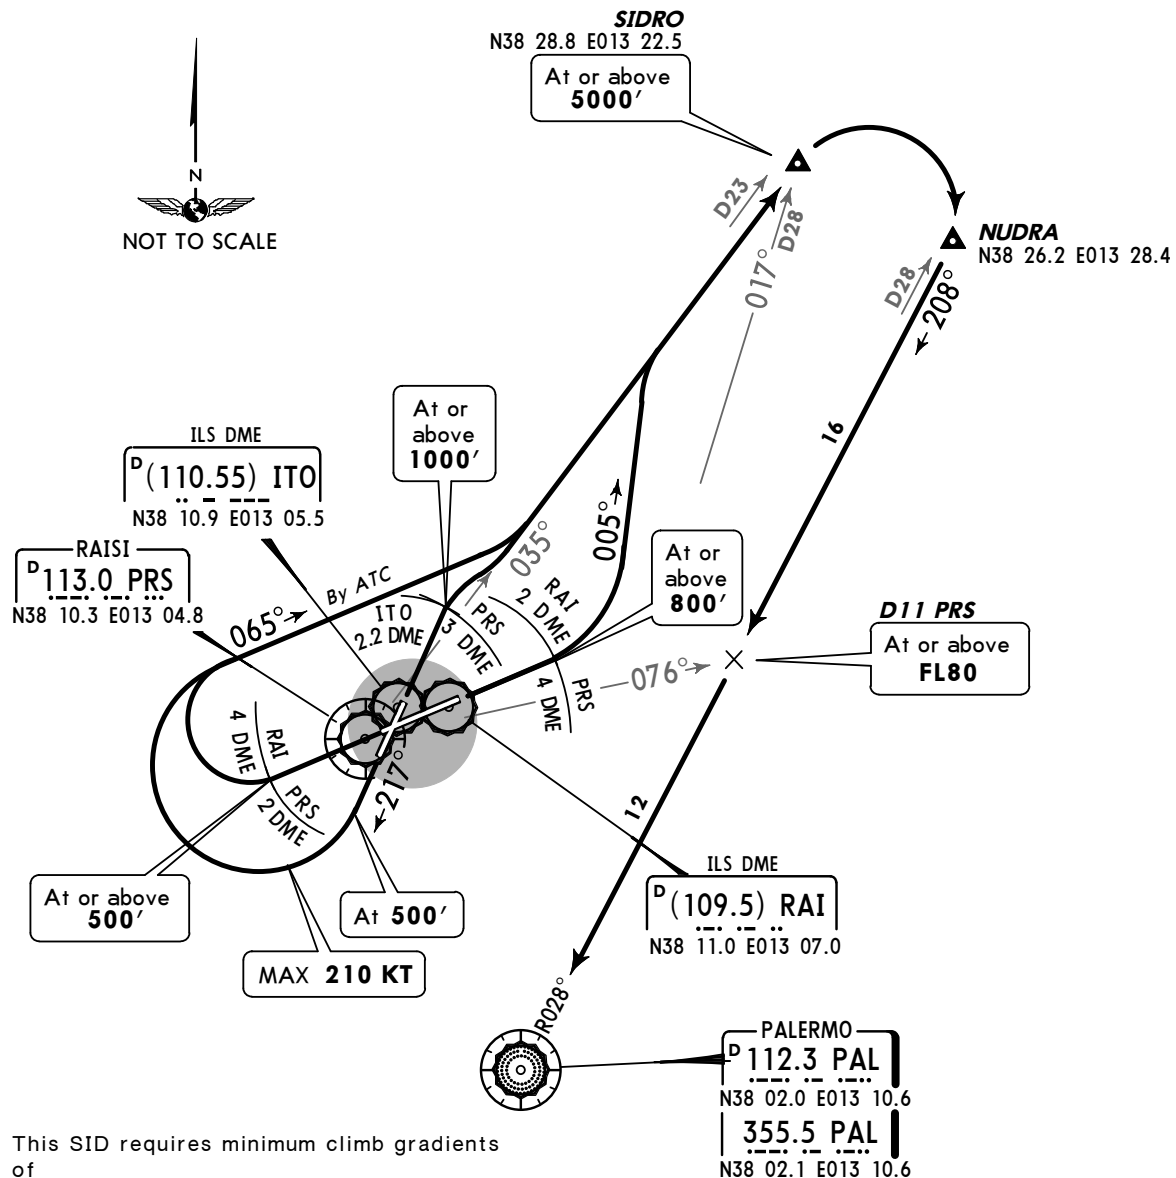 SIDRO
N38 28.8 E013 22.5
At or above
5000′
N
NOT TO SCALE
D23
D28
017°
NUDRA
N38 26.2 E013 28.4
D28
208°
16
At or
above
1000′
ILS DME
D (110.55) ITO
N38 10.9 E013 05.5
RAISI
D 113.0 PRS
N38 10.3 E013 04.8
065°
By ATC
035°
005°
At or
above
800′
ITO
2.2 DME
PRS
3 DME
RAI
2 DME
PRS
4 DME
076°
D11 PRS
At or above
FL80
RAI
4 DME
PRS
2 DME
217°
12
At or above
500′
At 500′
MAX 210 KT
ILS DME
D (109.5) RAI
N38 11.0 E013 07.0
R028°
PALERMO
D 112.3 PAL
N38 02.0 E013 10.6
355.5 PAL
N38 02.1 E013 10.6
This SID requires minimum climb gradients
of